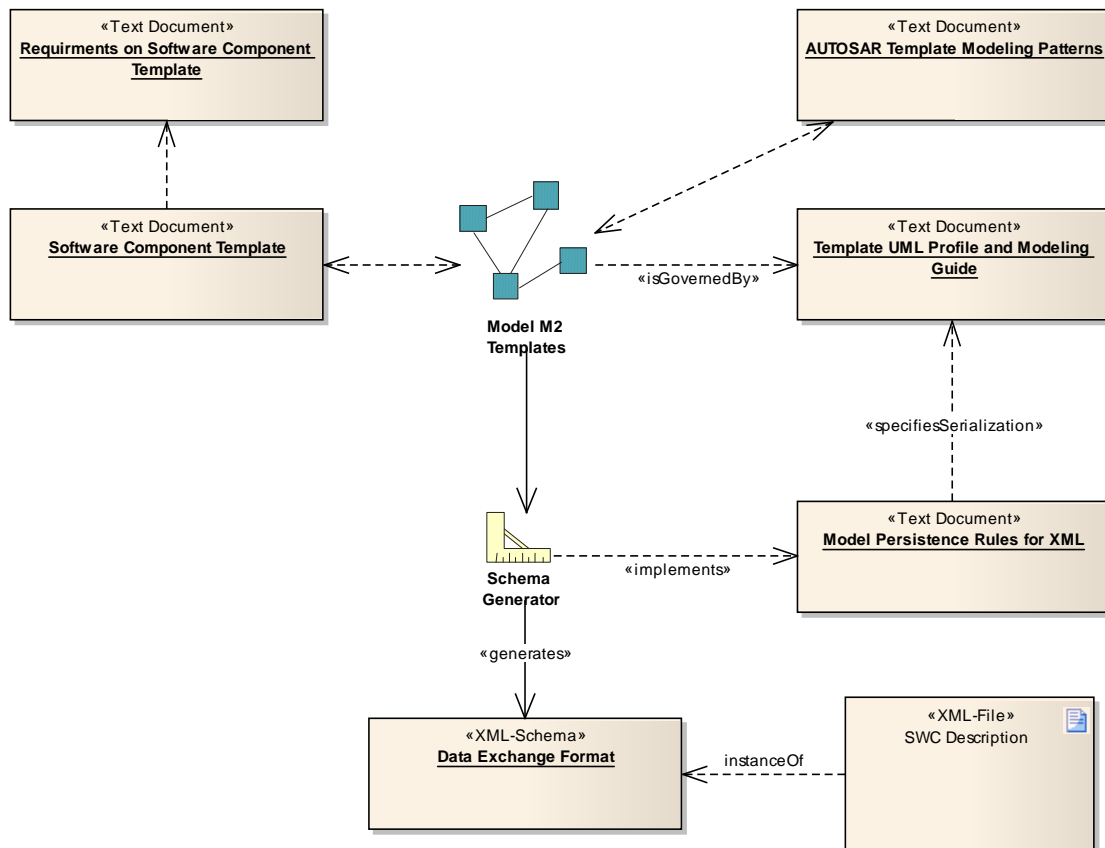 «Text Document»
Requirments on Software Component
Template
«Text Document»
AUTOSAR Template Modeling Patterns
«Text Document»
Software Component Template
«Text Document»
Template UML Profile and Modeling
Guide
«isGovernedBy»
Model M2
Templates
«specifiesSerialization»
«Text Document»
Model Persistence Rules for XML
«implements»
Schema
Generator
«generates»
«XML-Schema»
Data Exchange Format
instanceOf
«XML-File»
SWC Description